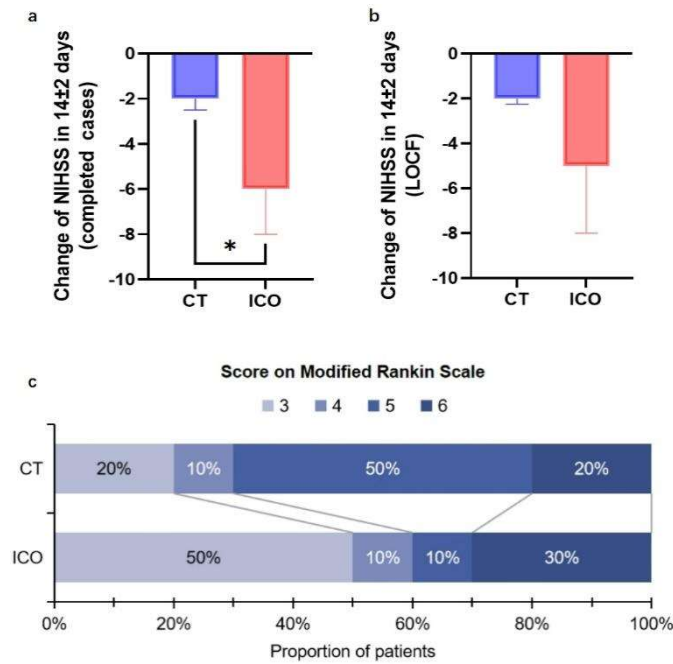 a
Change of NIHSS in 14±2 days
(completed cases)
0
-2
-4
-6
-8
-10
*
CT ICO
b
Change of NIHSS in 14±2 days
(LOCF)
0
-2
-4
-6
-8
-10
CT ICO
c
Score on Modified Rankin Scale
3 4 5 6
CT 20% 10% 50% 20%
ICO 50% 10% 10% 30%
0% 20% 40% 60% 80% 100%
Proportion of patients